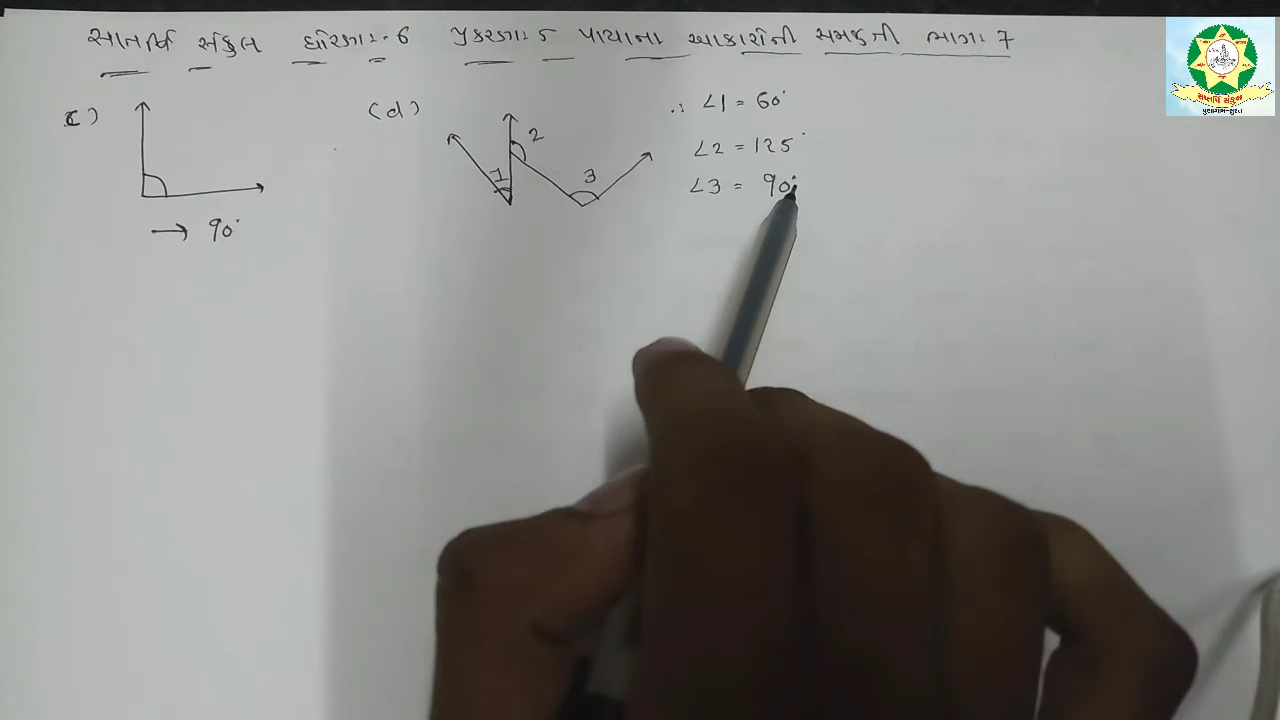 સાતર્ષિ સંકુલ ધોરણઃ- 6 પ્રકરણઃ 5 પાયાના આકારોની સમજુતી ભાગઃ 7
c)
→ 90°
(d)
1
2
3
∴ ∠1 = 60°
∠2 = 125°
∠3 = 90°